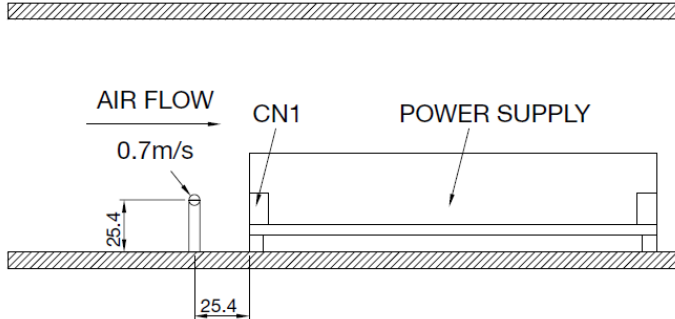 AIR FLOW
CN1
POWER SUPPLY
0.7m/s
25.4
25.4